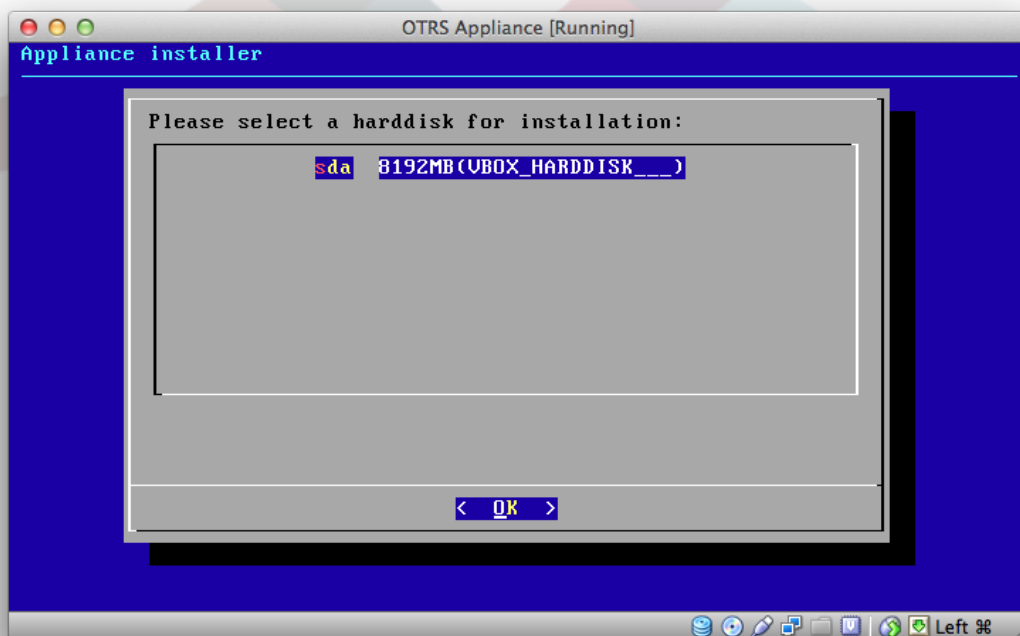 OTRS Appliance [Running]
Appliance installer
Please select a harddisk for installation:
sda 8192MB(VBOX_HARDDISK___)
< OK >
Left ⌘